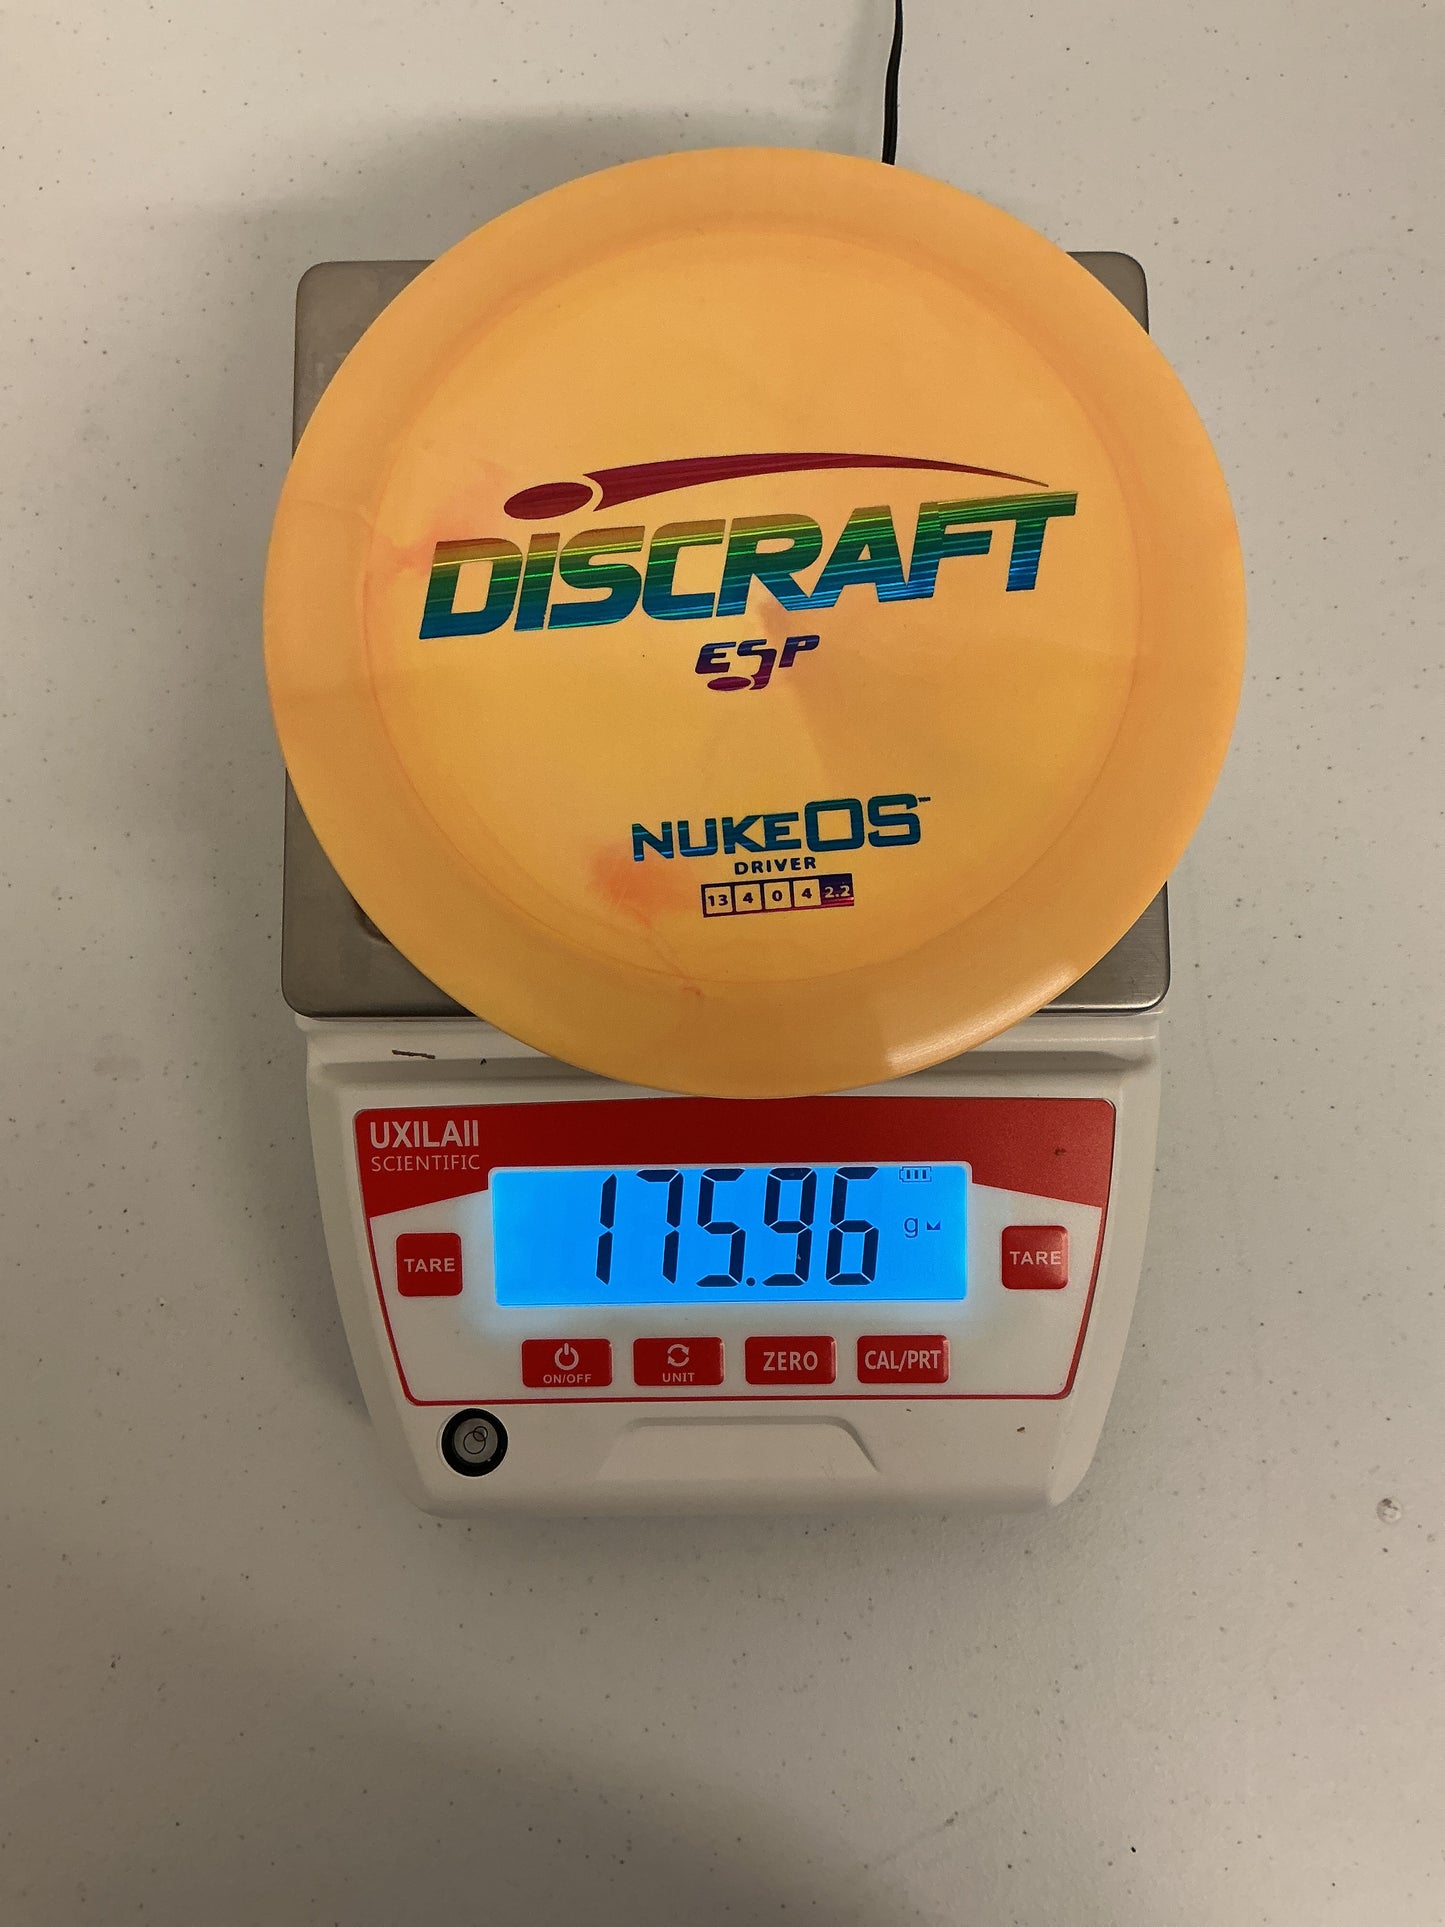 DISCRAFT
ESP
NUKEOS™
DRIVER
13 4 0 4 2.2
UXILAII
SCIENTIFIC
175.96 g
TARE
TARE
ON/OFF
UNIT
ZERO
CAL/PRT